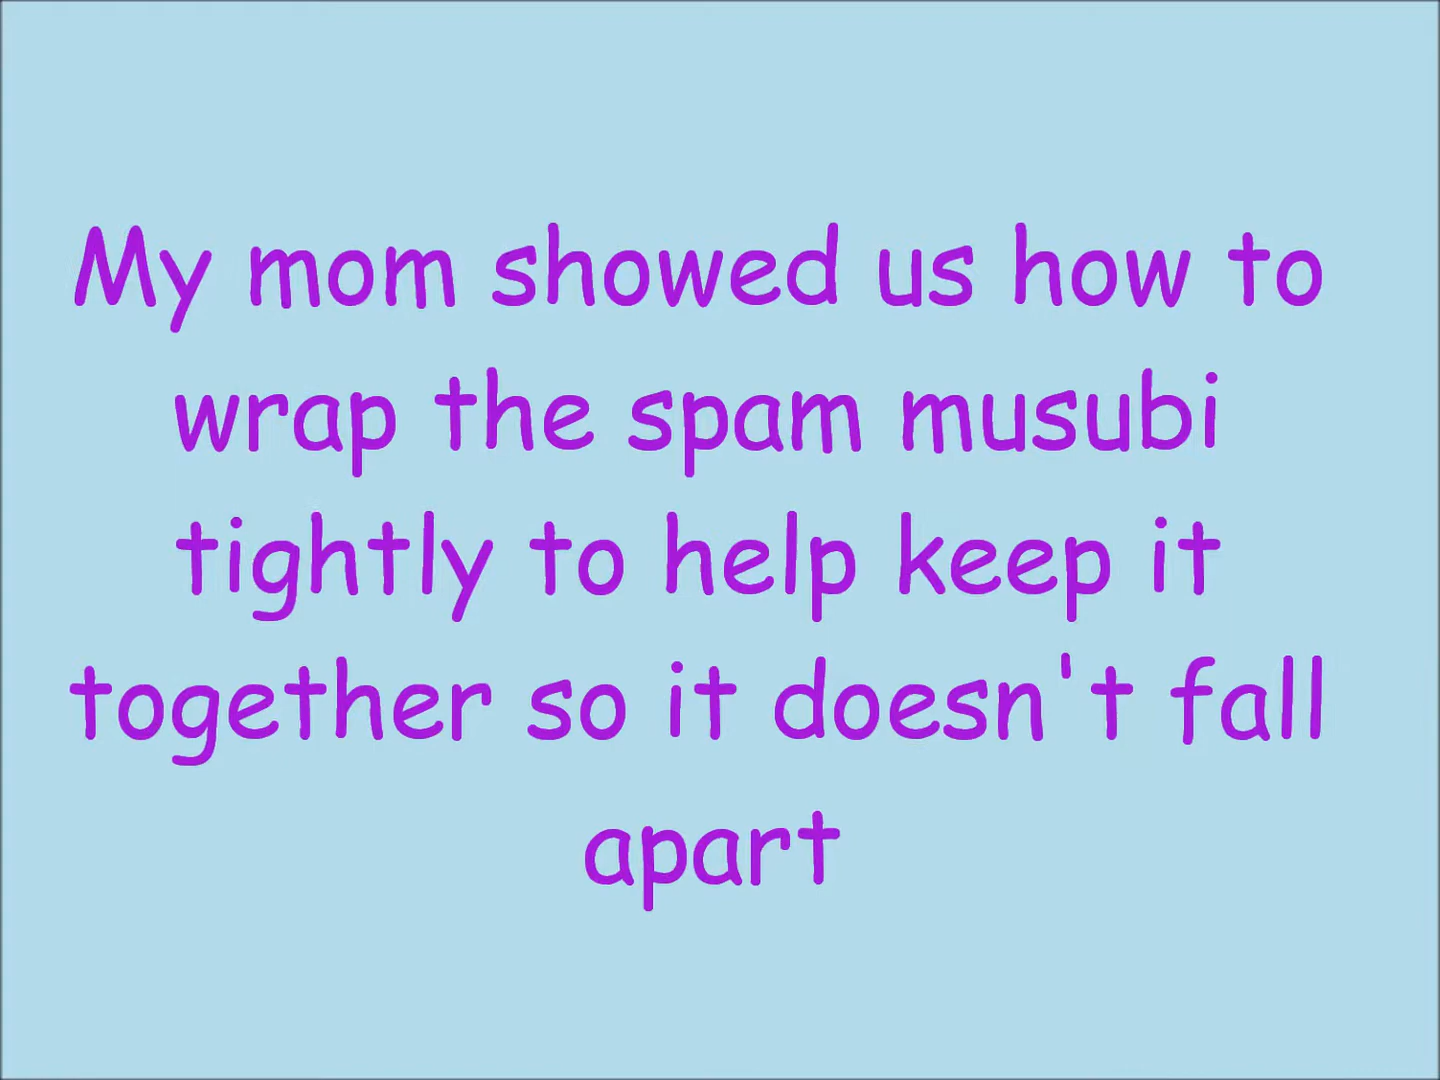 My mom showed us how to
wrap the spam musubi
tightly to help keep it
together so it doesn't fall
apart